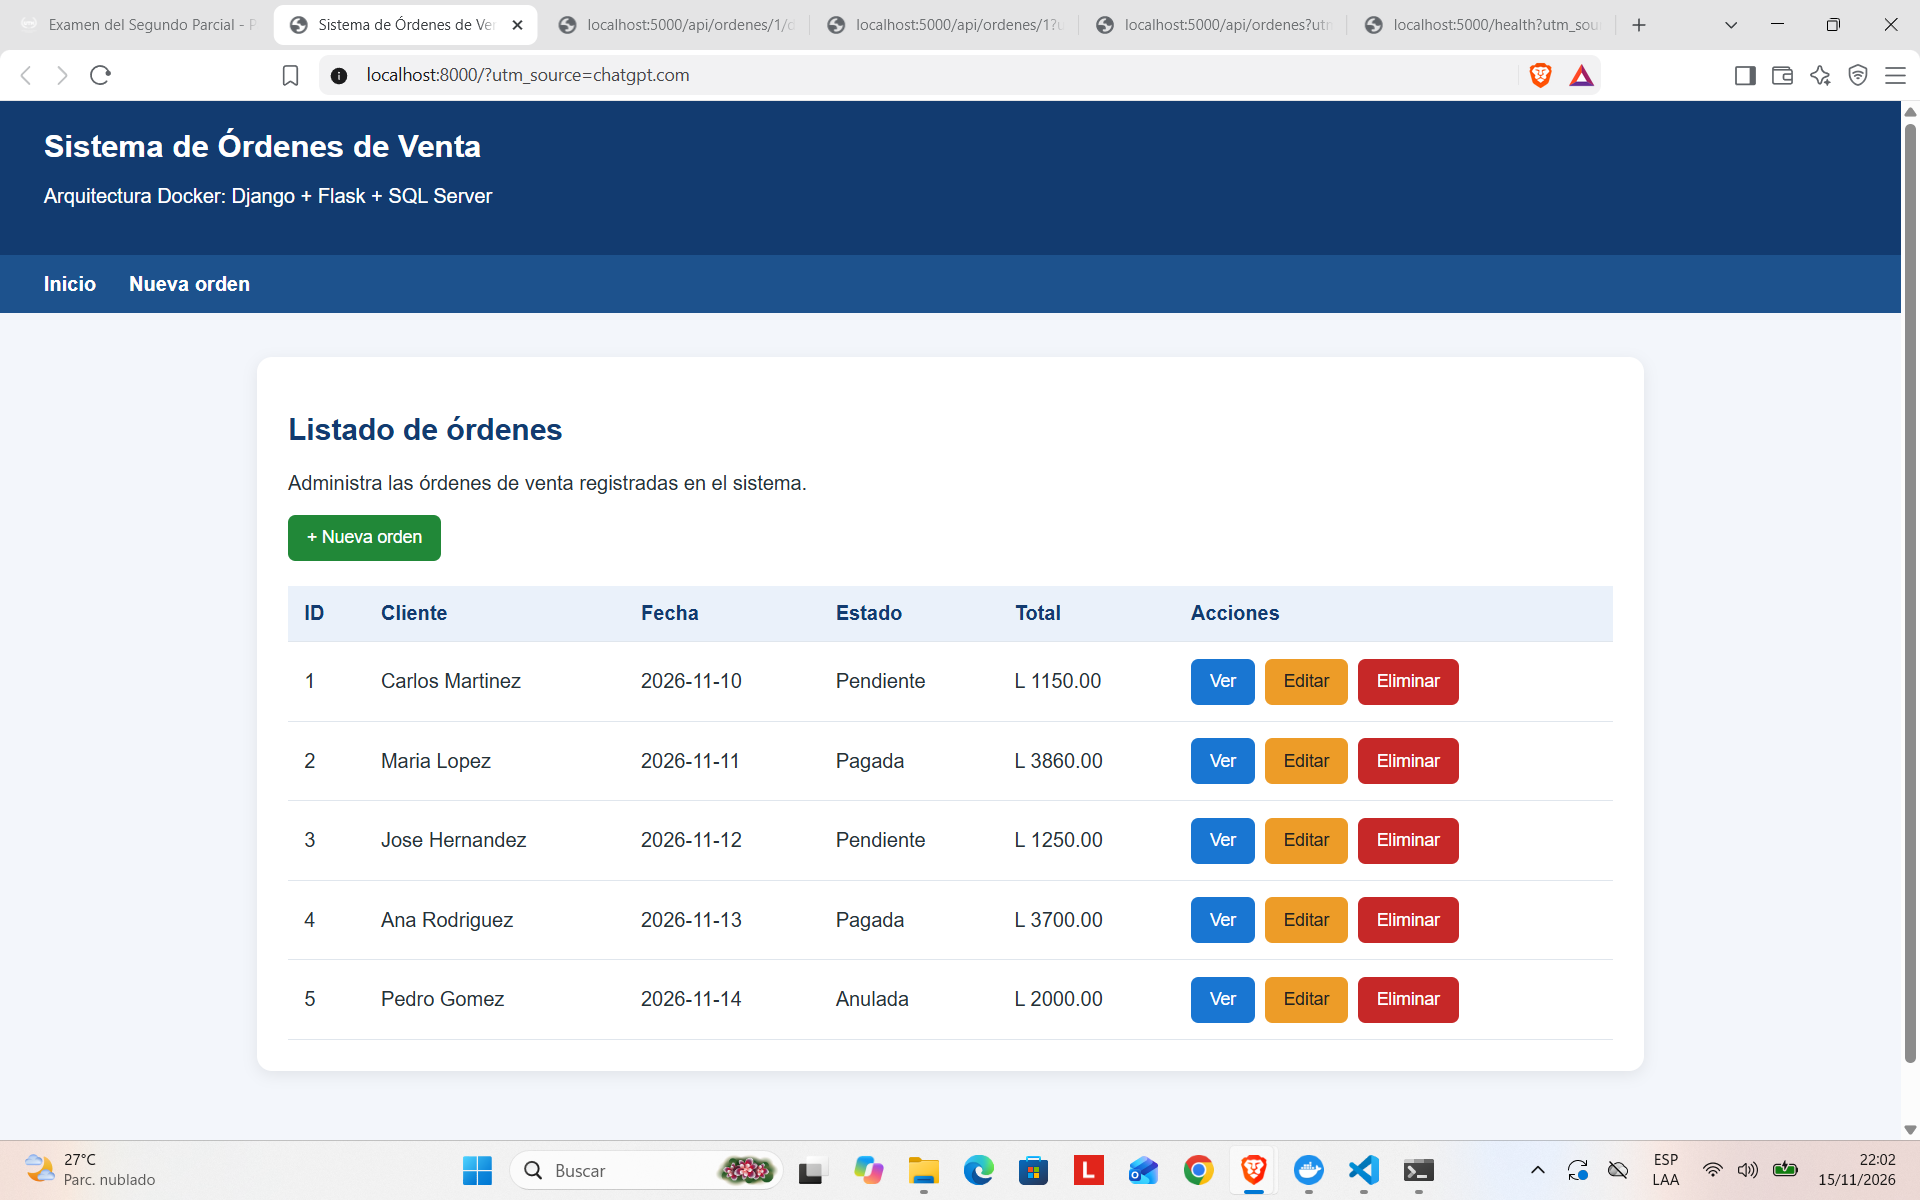 Examen del Segundo Parcial - P
Sistema de Órdenes de Ve
localhost:5000/api/ordenes/1/d
localhost:5000/api/ordenes/1?u
localhost:5000/api/ordenes?utm
localhost:5000/health?utm_sou
localhost:8000/?utm_source=chatgpt.com
Sistema de Órdenes de Venta
Arquitectura Docker: Django + Flask + SQL Server
Inicio Nueva orden
Listado de órdenes
Administra las órdenes de venta registradas en el sistema.
+ Nueva orden
ID Cliente Fecha Estado Total Acciones
1 Carlos Martinez 2026-11-10 Pendiente L 1150.00 Ver Editar Eliminar
2 Maria Lopez 2026-11-11 Pagada L 3860.00 Ver Editar Eliminar
3 Jose Hernandez 2026-11-12 Pendiente L 1250.00 Ver Editar Eliminar
4 Ana Rodriguez 2026-11-13 Pagada L 3700.00 Ver Editar Eliminar
5 Pedro Gomez 2026-11-14 Anulada L 2000.00 Ver Editar Eliminar
27°C
Parc. nublado
Buscar
L
ESP
LAA
22:02
15/11/2026